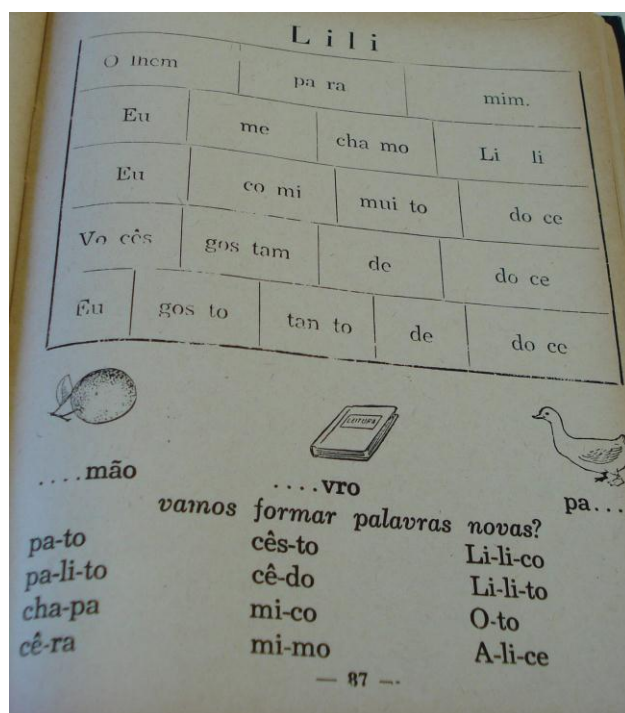 Lili
O lhem pa ra mim.
Eu me cha mo Li li
Eu co mi mui to do ce
Vo cês gos tam de do ce
Eu gos to tan to de do ce
LEITURA
....mão ....vro pa...
vamos formar palavras novas?
pa-to cês-to Li-li-co
pa-li-to cê-do Li-li-to
cha-pa mi-co O-to
cê-ra mi-mo A-li-ce
— 87 —